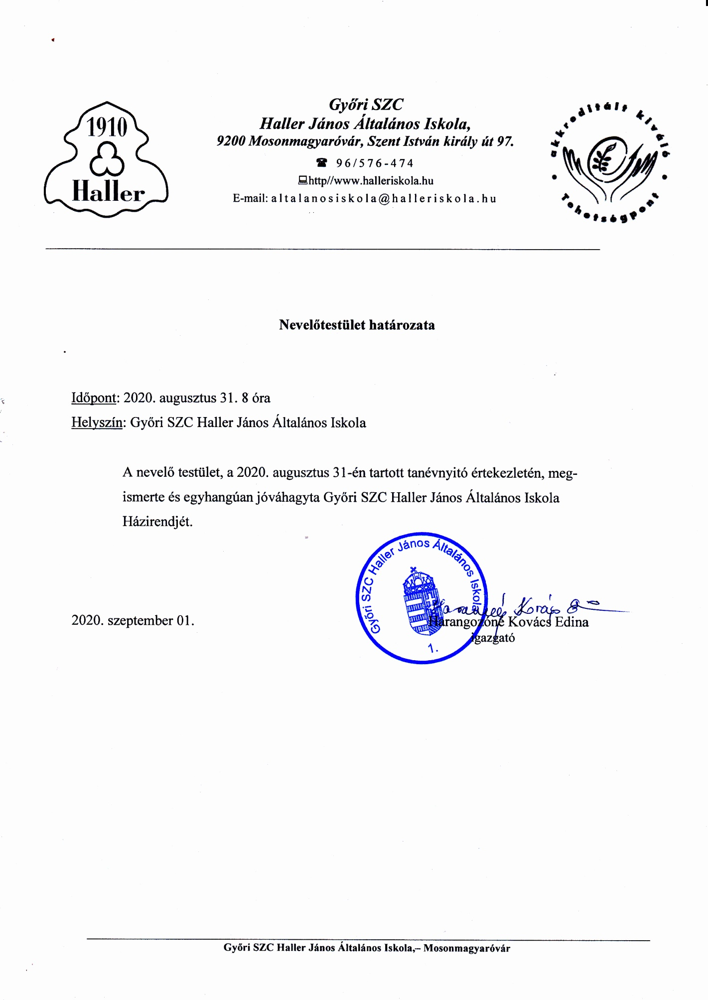 1910
Haller
Győri SZC
Haller János Általános Iskola,
9200 Mosonmagyaróvár, Szent István király út 97.
☎ 96/576-474
http//www.halleriskola.hu
E-mail: altalanosiskola@halleriskola.hu
• akkreditált kiváló •
Tehetségpont
Nevelőtestület határozata
Időpont: 2020. augusztus 31. 8 óra
Helyszín: Győri SZC Haller János Általános Iskola
A nevelő testület, a 2020. augusztus 31-én tartott tanévnyitó értekezletén, meg-
ismerte és egyhangúan jóváhagyta Győri SZC Haller János Általános Iskola
Házirendjét.
Győri SZC Haller János Általános Iskola
1.
2020. szeptember 01.
Harangozóné Kovács Edina
igazgató
Győri SZC Haller János Általános Iskola,– Mosonmagyaróvár